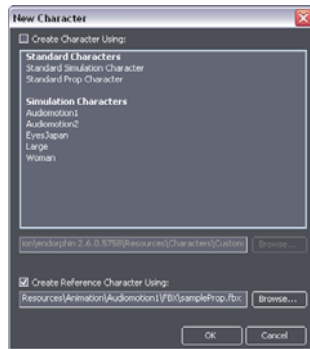 New Character
Create Character Using:
Standard Characters
Standard Simulation Character
Standard Prop Character
Simulation Characters
Audiomotion1
Audiomotion2
EyesJapan
Large
Woman
ion\endorphin 2.6.0.5758\Resources\Characters\Custom
Browse...
Create Reference Character Using:
Resources\Animation\Audiomotion1\FBX\sampleProp.fbx
Browse...
OK
Cancel